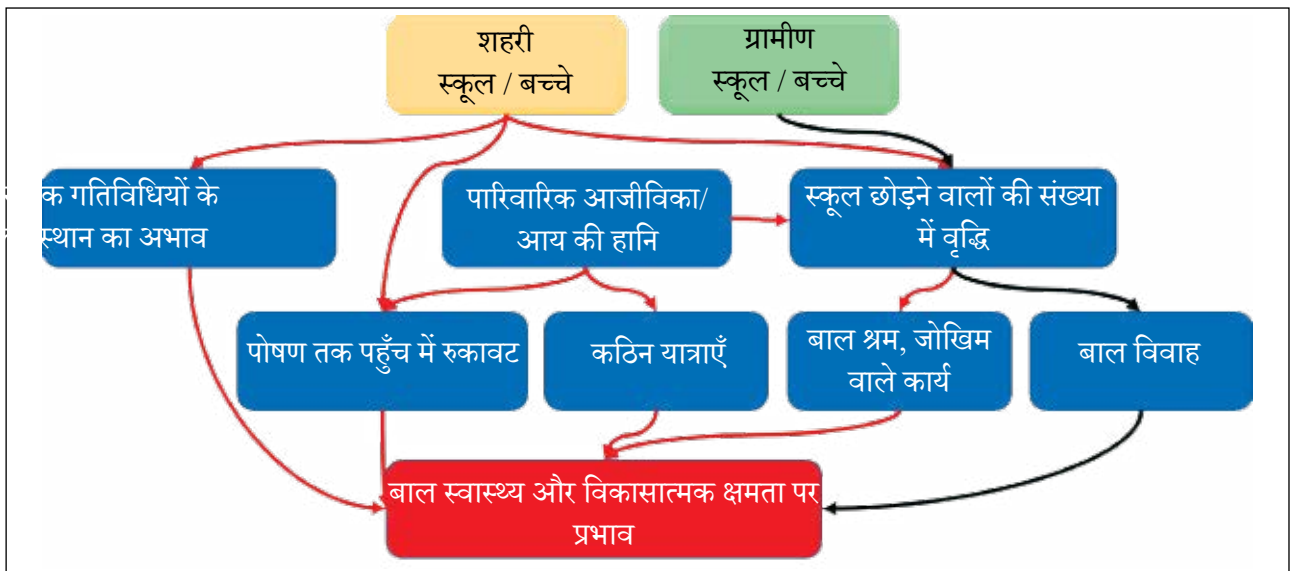 शहरी
स्कूल / बच्चे
ग्रामीण
स्कूल / बच्चे
गतिविधियों के
स्थान का अभाव
पारिवारिक आजीविका/
आय की हानि
स्कूल छोड़ने वालों की संख्या
में वृद्धि
पोषण तक पहुँच में रुकावट
कठिन यात्राएँ
बाल श्रम, जोखिम
वाले कार्य
बाल विवाह
बाल स्वास्थ्य और विकासात्मक क्षमता पर
प्रभाव